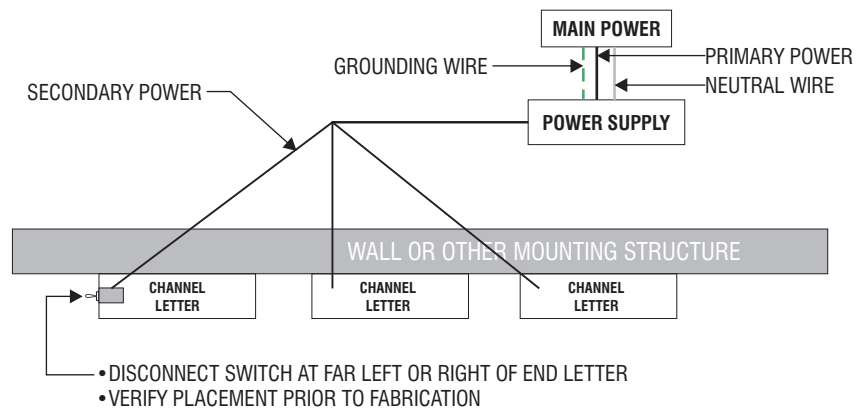 MAIN POWER
PRIMARY POWER
GROUNDING WIRE
NEUTRAL WIRE
SECONDARY POWER
POWER SUPPLY
WALL OR OTHER MOUNTING STRUCTURE
CHANNEL
LETTER
CHANNEL
LETTER
CHANNEL
LETTER
•DISCONNECT SWITCH AT FAR LEFT OR RIGHT OF END LETTER
•VERIFY PLACEMENT PRIOR TO FABRICATION